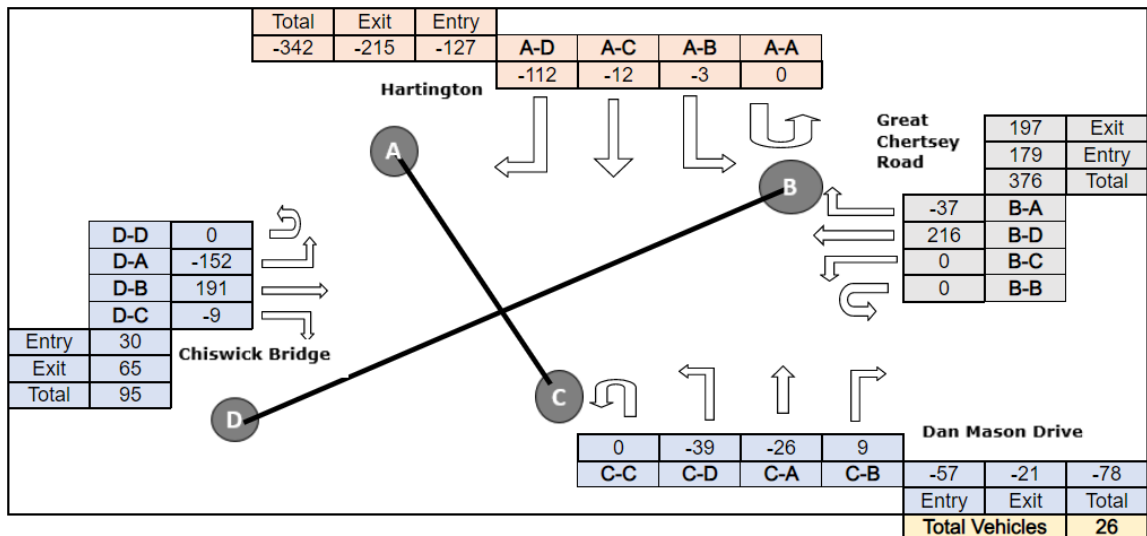 Total Exit Entry
-342 -215 -127 A-D A-C A-B A-A
-112 -12 -3 0
Hartington
Great
Chertsey
Road
197 Exit
179 Entry
376 Total
A
B
-37 B-A
216 B-D
0 B-C
0 B-B
D-D 0
D-A -152
D-B 191
D-C -9
Entry 30
Exit 65
Total 95
Chiswick Bridge
C
D
Dan Mason Drive
0 -39 -26 9
C-C C-D C-A C-B -57 -21 -78
Entry Exit Total
Total Vehicles 26